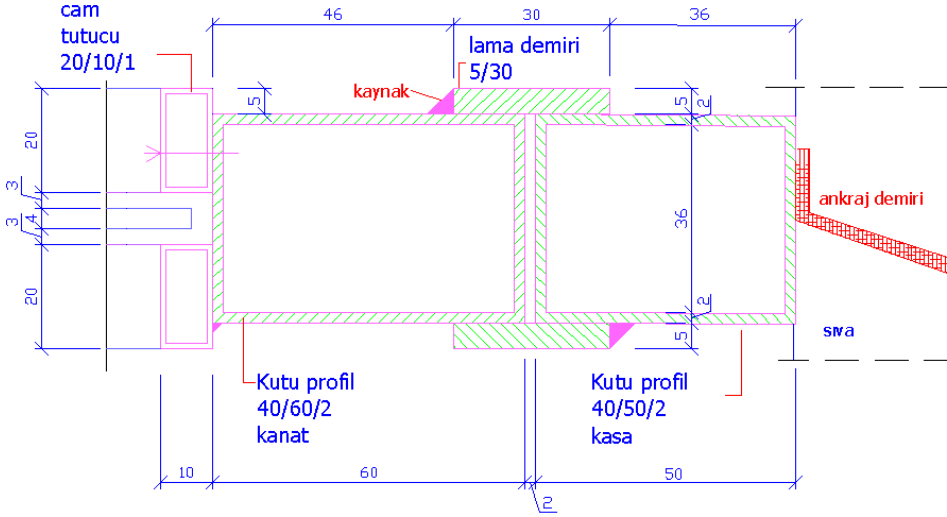 cam
tutucu
20/10/1
46
30
36
lama demiri
5/30
kaynak
5
5
2
20
3
4
3
20
36
ankraj demiri
2
5
sıva
Kutu profil
40/60/2
kanat
Kutu profil
40/50/2
kasa
10
60
2
50